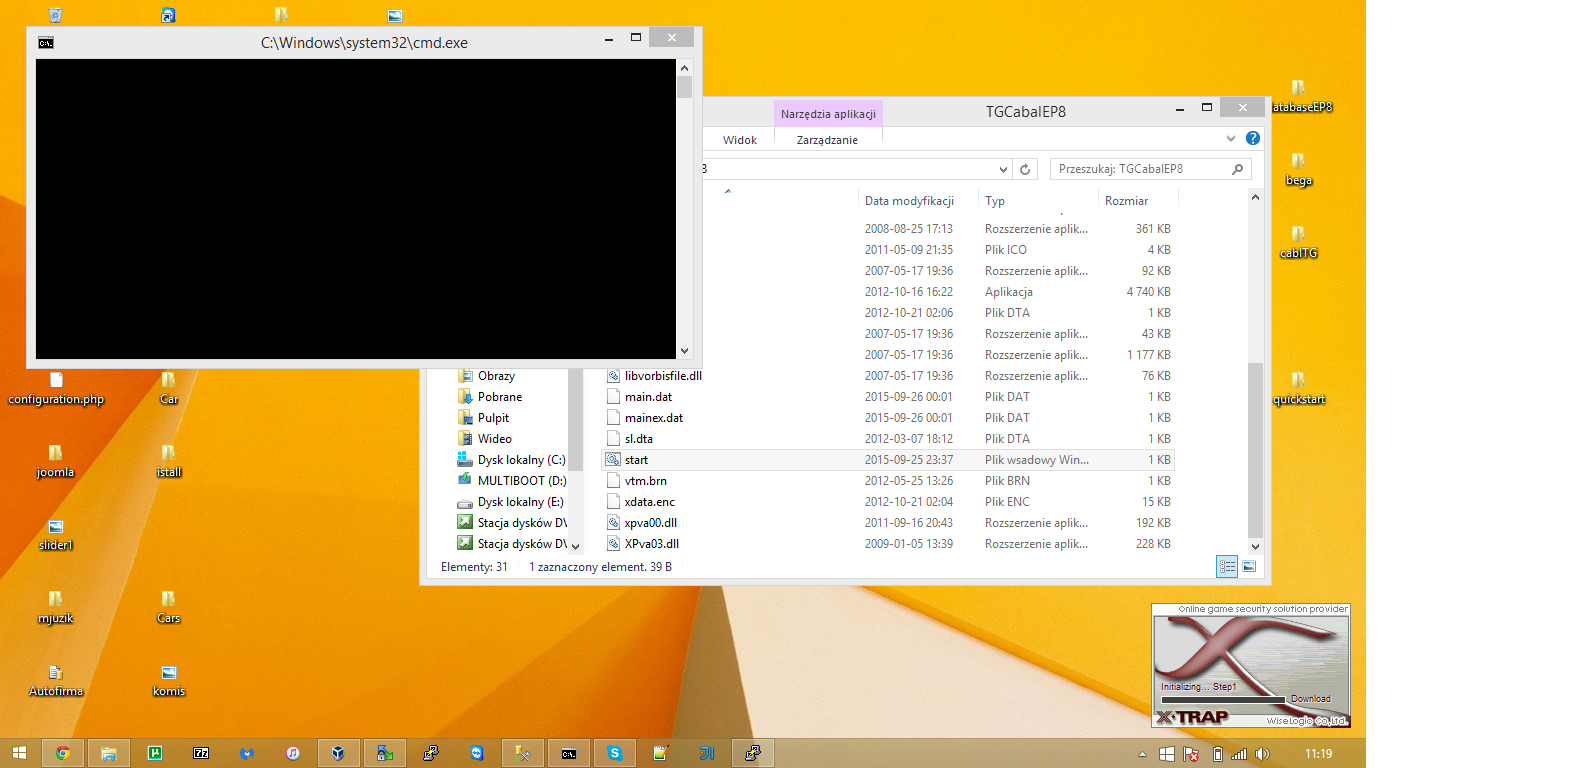 C:\Windows\system32\cmd.exe
Narzędzia aplikacji
TGCabalEP8
Widok
Zarządzanie
Przeszukaj: TGCabalEP8
Data modyfikacji Typ Rozmiar
2008-08-25 17:13 Rozszerzenie aplik... 361 KB
2011-05-09 21:35 Plik ICO 4 KB
2007-05-17 19:36 Rozszerzenie aplik... 92 KB
2012-10-16 16:22 Aplikacja 4 740 KB
2012-10-21 02:06 Plik DTA 1 KB
2007-05-17 19:36 Rozszerzenie aplik... 43 KB
2007-05-17 19:36 Rozszerzenie aplik... 1 177 KB
libvorbisfile.dll 2007-05-17 19:36 Rozszerzenie aplik... 76 KB
main.dat 2015-09-26 00:01 Plik DAT 1 KB
mainex.dat 2015-09-26 00:01 Plik DAT 1 KB
sl.dta 2012-03-07 18:12 Plik DTA 1 KB
start 2015-09-25 23:37 Plik wsadowy Win... 1 KB
vtm.brn 2012-05-25 13:26 Plik BRN 1 KB
xdata.enc 2012-10-21 02:04 Plik ENC 15 KB
xpva00.dll 2011-09-16 20:43 Rozszerzenie aplik... 192 KB
XPva03.dll 2009-01-05 13:39 Rozszerzenie aplik... 228 KB
Obrazy
Pobrane
Pulpit
Wideo
Dysk lokalny (C:)
MULTIBOOT (D:)
Dysk lokalny (E:)
Stacja dysków DV
Stacja dysków DV
Elementy: 31 1 zaznaczony element. 39 B
configuration.php
Car
joomla
istall
slider1
mjuzik
Cars
Autofirma
komis
atabaseEP8
bega
cablTG
quickstart
Online game security solution provider
Initializing... Step1
Download
X-TRAP
WiseLogic Co,Ltd.
11:19